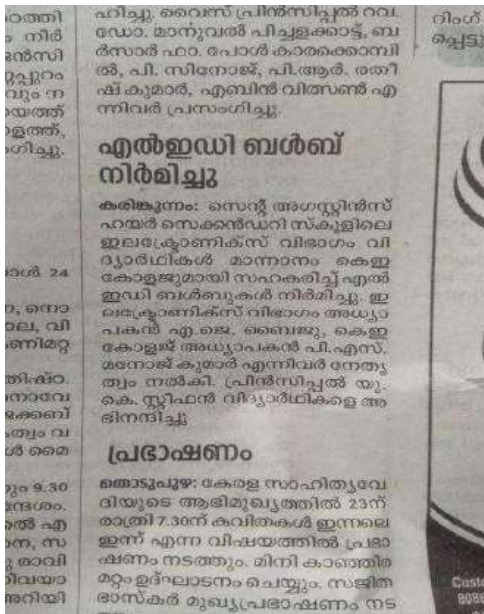 ഹിച്ചു. വൈസ് പ്രിൻസിപ്പൽ റവ.
ഡോ. മാനുവൽ പിച്ചളക്കാട്ട്, ബ
ർസാർ ഫാ. പോൾ കാരക്കൊമ്പി
ൽ, പി. സിനോജ്, പി.ആർ. രതീ
ഷ് കുമാർ, എബിൻ വിത്സൺ എ
ന്നിവർ പ്രസംഗിച്ചു.
എൽഇഡി ബൾബ്
നിർമിച്ചു
കരിങ്കുന്നം: സെന്റ് അഗസ്റ്റിൻസ്
ഹയർ സെക്കൻഡറി സ്കൂളിലെ
ഇലക്ട്രോണിക്സ് വിഭാഗം വി
ദ്യാർഥികൾ മാന്നാനം കെഇ
കോളജുമായി സഹകരിച്ച് എൽ
ഇഡി ബൾബുകൾ നിർമിച്ചു. ഇ
ലക്ട്രോണിക്സ് വിഭാഗം അധ്യാ
പകൻ എ.ജെ. ബൈജു, കെഇ
കോളജ് അധ്യാപകൻ പി.എസ്.
മനോജ് കുമാർ എന്നിവർ നേതൃ
ത്വം നൽകി. പ്രിൻസിപ്പൽ യു.
കെ. സ്റ്റീഫൻ വിദ്യാർഥികളെ അ
ഭിനന്ദിച്ചു
പ്രഭാഷണം
തൊടുപുഴ: കേരള സാഹിത്യവേ
ദിയുടെ ആഭിമുഖ്യത്തിൽ 23ന്
രാത്രി 7.30ന് കവിതകൾ ഇന്നലെ
ഇന്ന് എന്ന വിഷയത്തിൽ പ്രഭാ
ഷണം നടത്തും. മിനി കാഞ്ഞിര
മറ്റം ഉദ്ഘാടനം ചെയ്യും. സജിത
ഭാസ്കർ മുഖ്യപ്രഭാഷണം നട